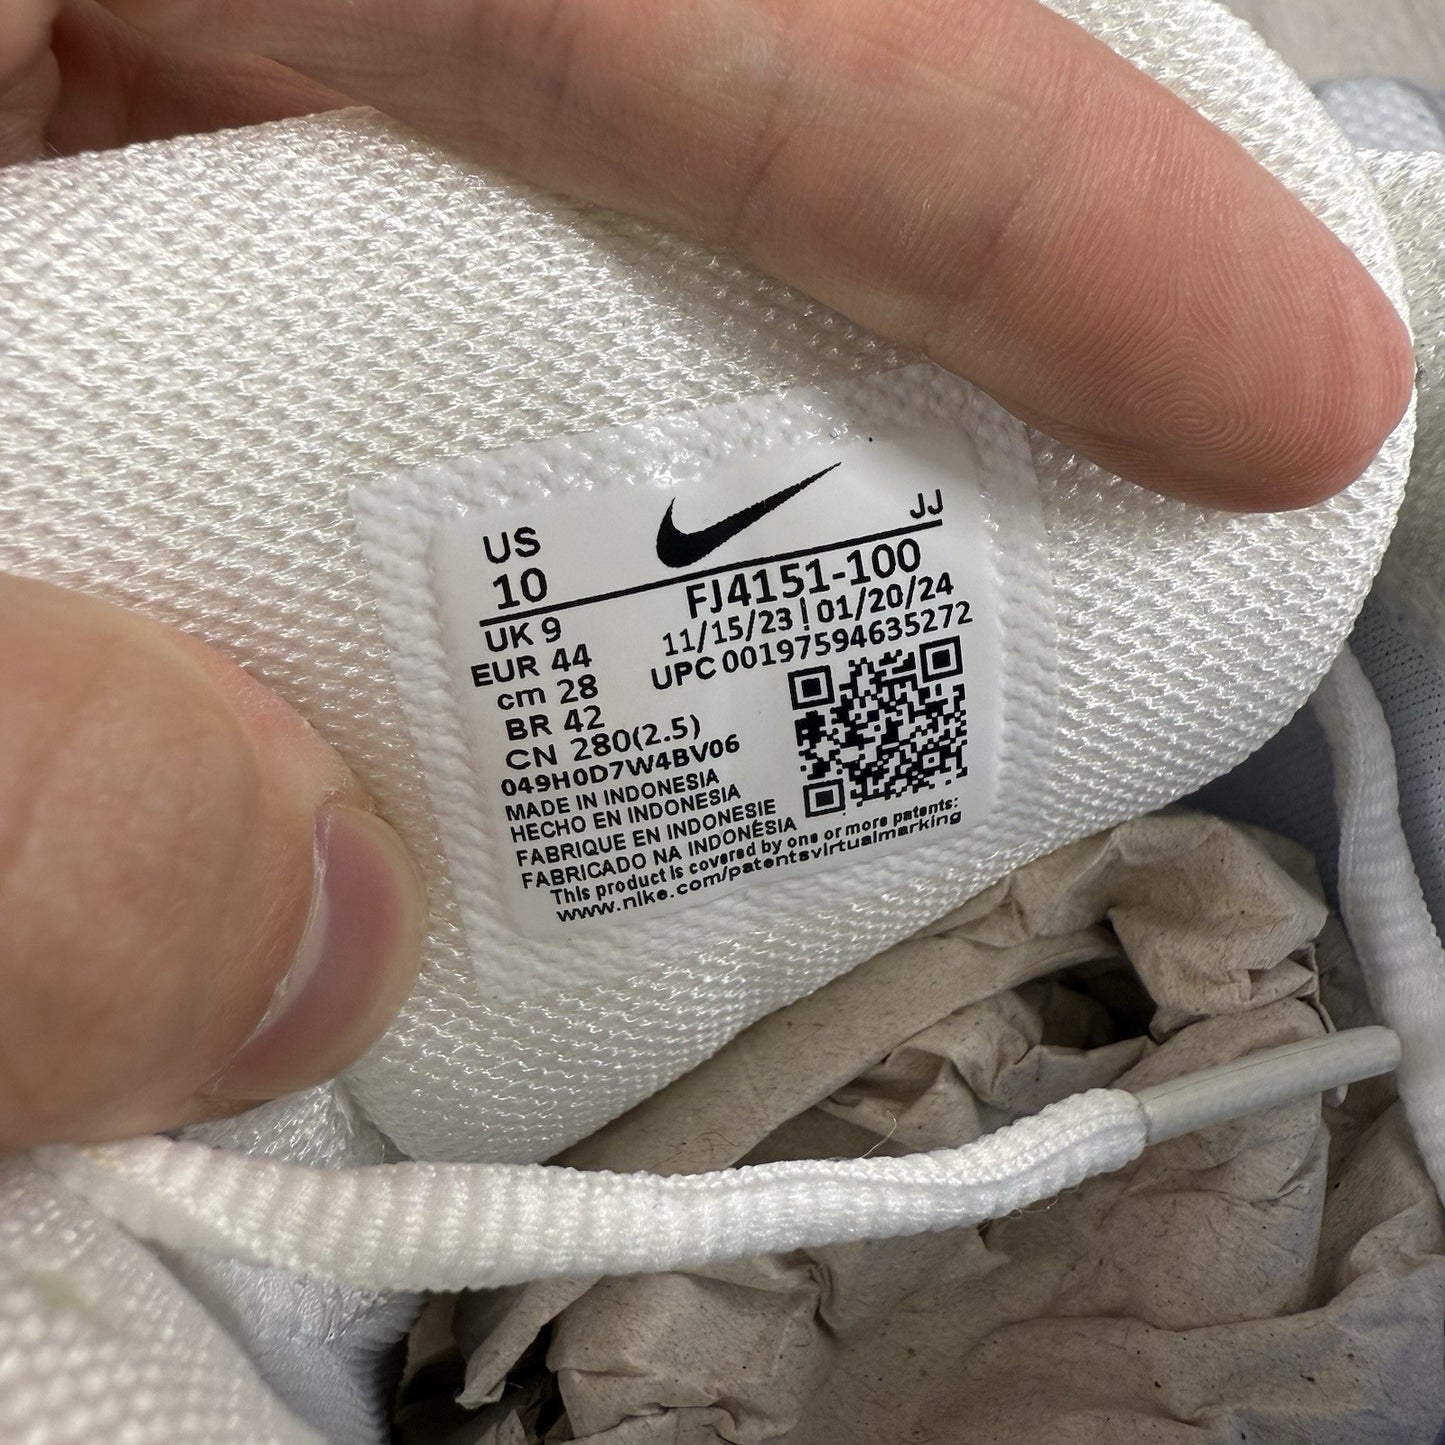 US
10
JJ
FJ4151-100
11/15/23 | 01/20/24
UPC 00197594635272
UK 9
EUR 44
cm 28
BR 42
CN 280(2.5)
049H0D7W4BV06
MADE IN INDONESIA
HECHO EN INDONESIA
FABRIQUE EN INDONESIE
FABRICADO NA INDONÉSIA
This product is covered by one or more patents:
www.nike.com/patentsvirtualmarking